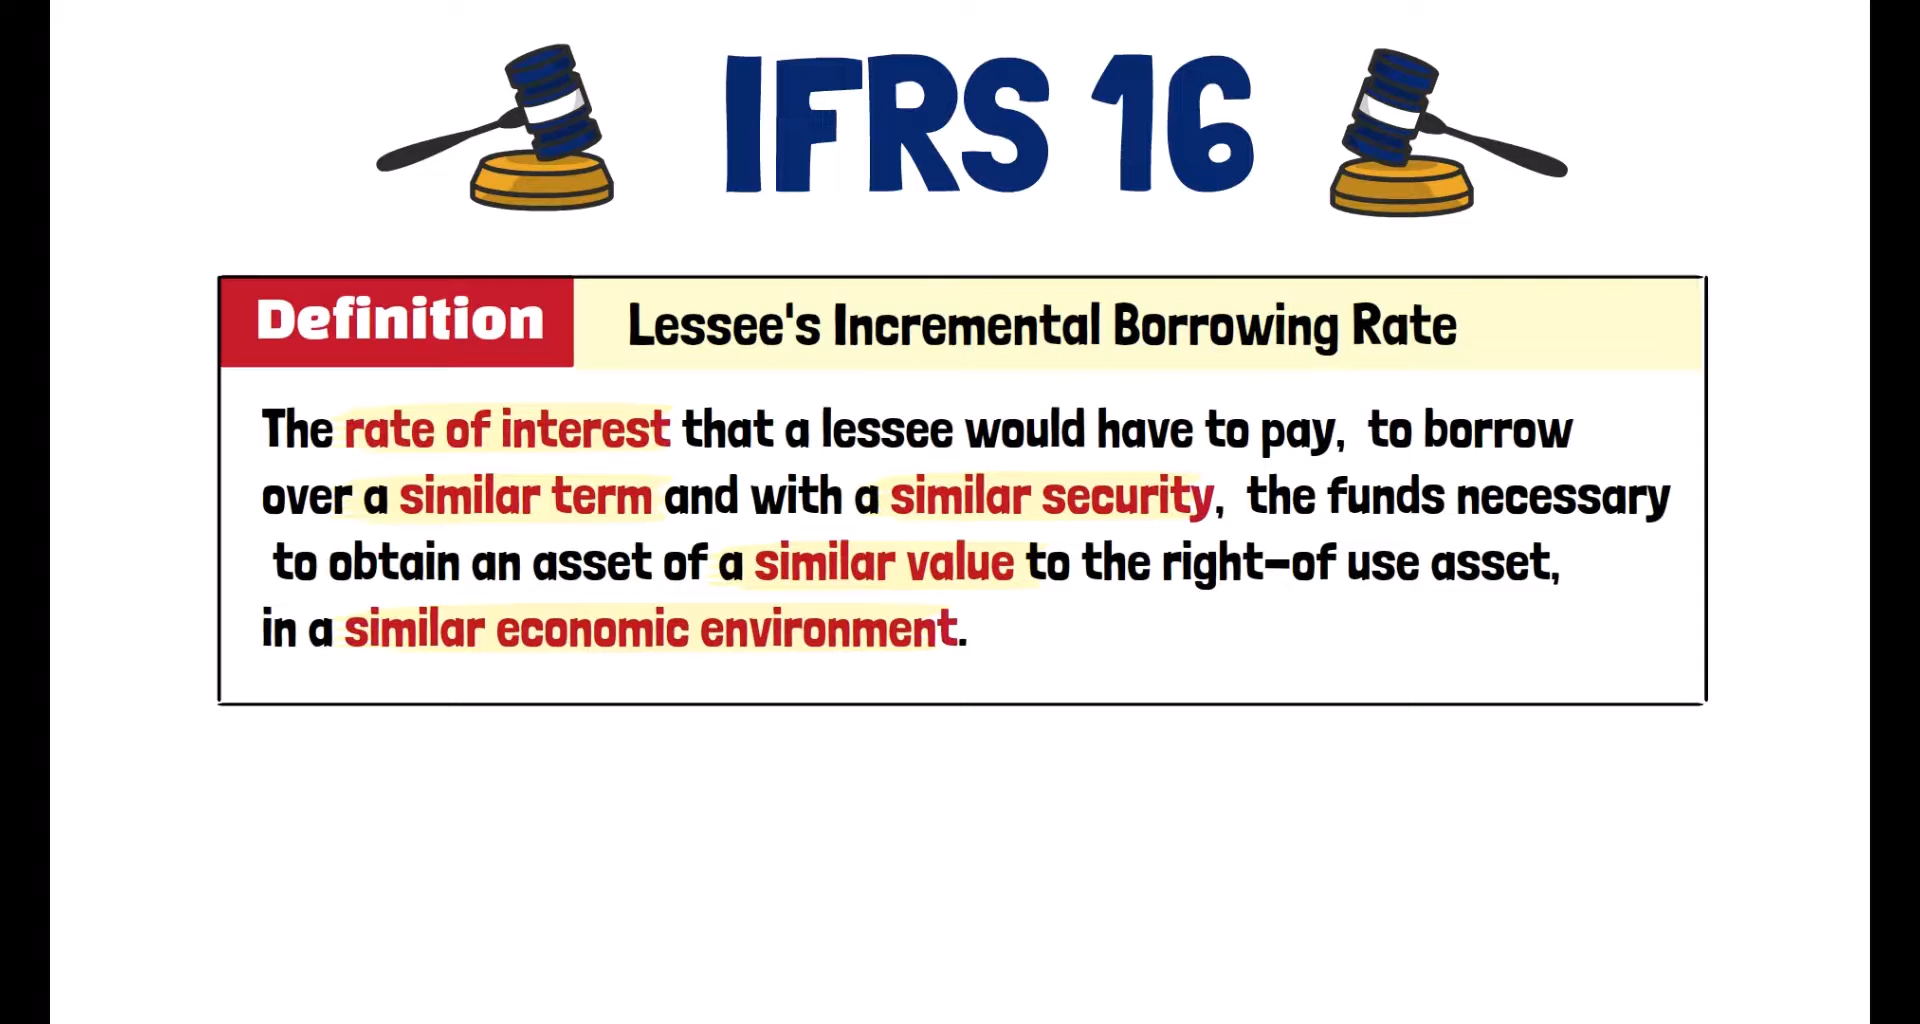 IFRS 16
Definition
Lessee's Incremental Borrowing Rate
The rate of interest that a lessee would have to pay, to borrow
over a similar term and with a similar security, the funds necessary
to obtain an asset of a similar value to the right-of use asset,
in a similar economic environment.